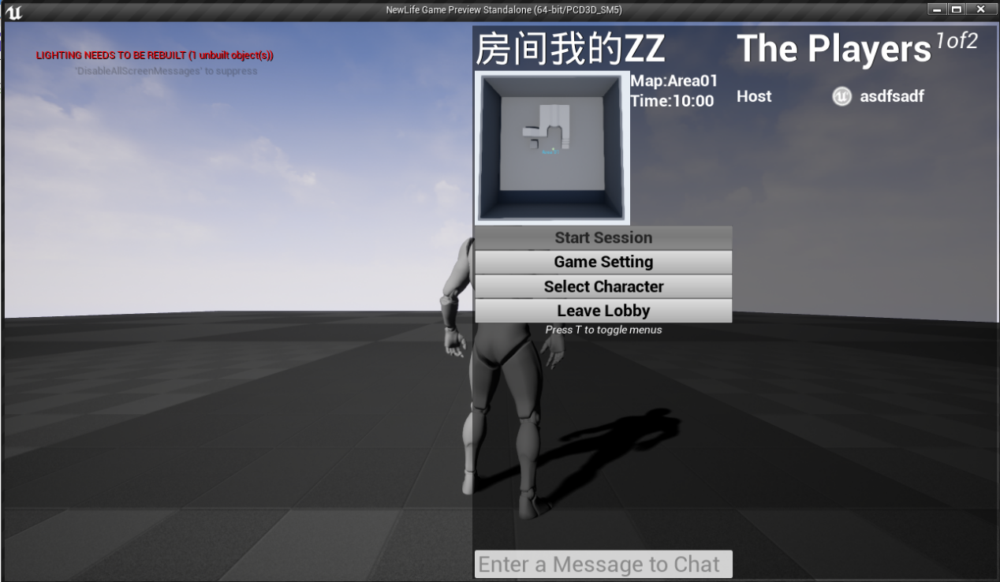 NewLife Game Preview Standalone (64-bit/PCD3D_SM5)
LIGHTING NEEDS TO BE REBUILT (1 unbuilt object(s))
'DisableAllScreenMessages' to suppress
房间我的ZZ
Map:Area01
Time:10:00
Start Session
Game Setting
Select Character
Leave Lobby
Press T to toggle menus
Enter a Message to Chat
The Players 1of2
Host asdfsadf